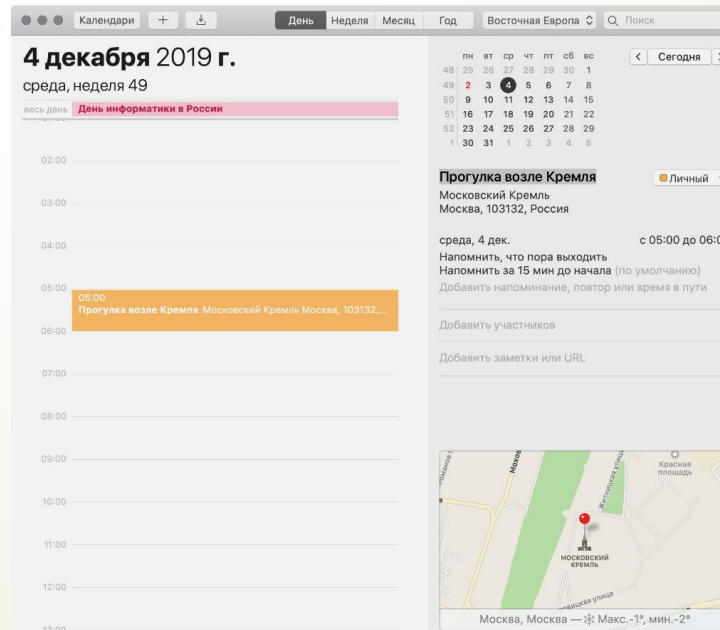 Календари
+
День Неделя Месяц Год
Восточная Европа
Поиск
4 декабря 2019 г.
среда, неделя 49
весь день День информатики в России
02:00
03:00
04:00
05:00
05:00
Прогулка возле Кремля Московский Кремль Москва, 103132,...
06:00
07:00
08:00
09:00
10:00
11:00
12:00
13:00
пн вт ср чт пт сб вс
48 25 26 27 28 29 30 1
49 2 3 4 5 6 7 8
50 9 10 11 12 13 14 15
51 16 17 18 19 20 21 22
52 23 24 25 26 27 28 29
1 30 31 1 2 3 4 5
< Сегодня >
Прогулка возле Кремля
Личный
Московский Кремль
Москва, 103132, Россия
среда, 4 дек. с 05:00 до 06:0
Напомнить, что пора выходить
Напомнить за 15 мин до начала (по умолчанию)
Добавить напоминание, повтор или время в пути
Добавить участников
Добавить заметки или URL
Романов
Мохов
Житницкая улица
Красная
площадь
МОСКОВСКИЙ
КРЕМЛЬ
улица
Москва, Москва — Макс.-1°, мин.-2°